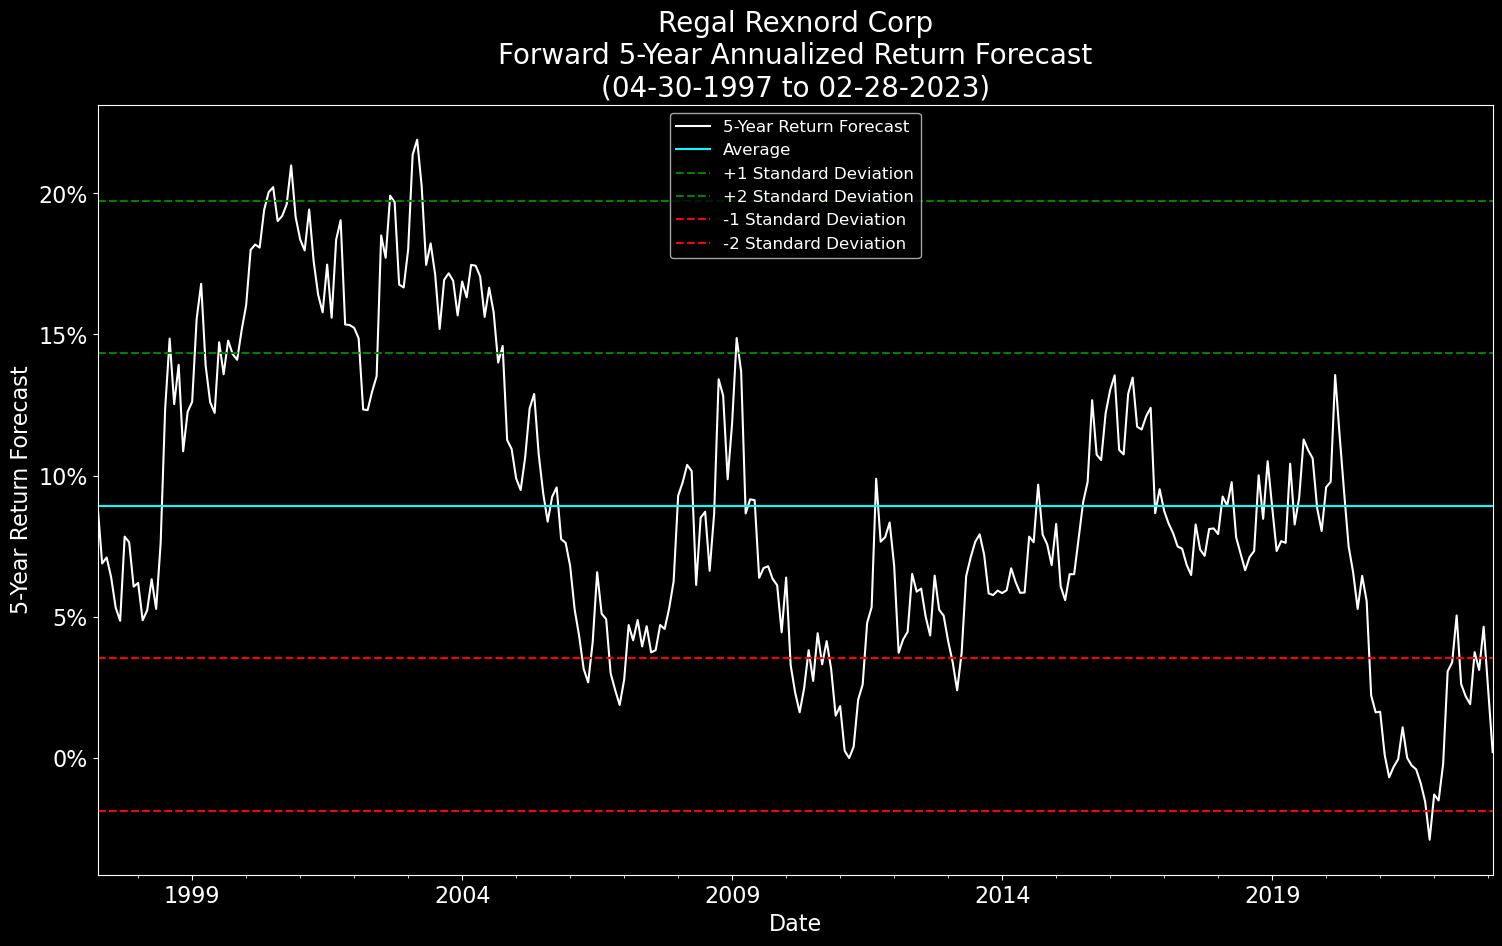 Regal Rexnord Corp
Forward 5-Year Annualized Return Forecast
(04-30-1997 to 02-28-2023)
5-Year Return Forecast
Average
+1 Standard Deviation
+2 Standard Deviation
-1 Standard Deviation
-2 Standard Deviation
5-Year Return Forecast
20%
15%
10%
5%
0%
1999 2004 2009 2014 2019
Date